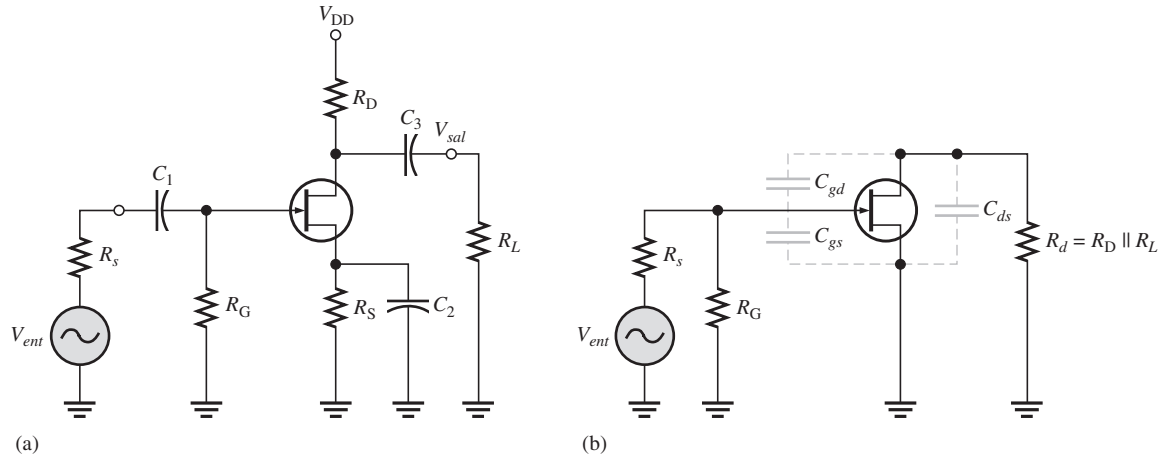 V_DD
R_D
C_3
V_sal
C_1
R_s
R_L
R_G
R_S
C_2
V_ent
(a)
C_gd
C_ds
C_gs
R_d = R_D || R_L
R_s
R_G
V_ent
(b)